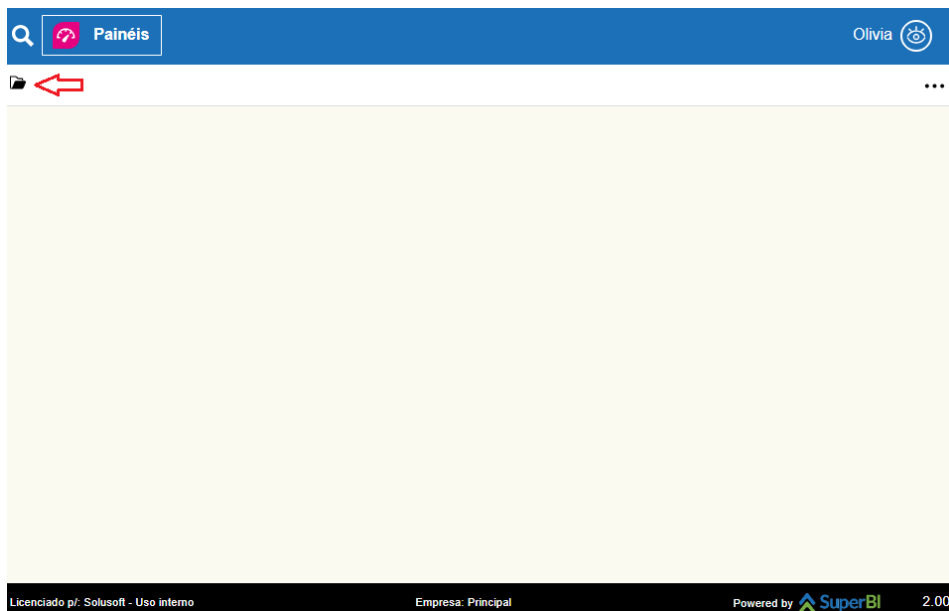 Painéis
Olivia
Licenciado p/: Solusoft - Uso interno
Empresa: Principal
Powered by SuperBI
2.00